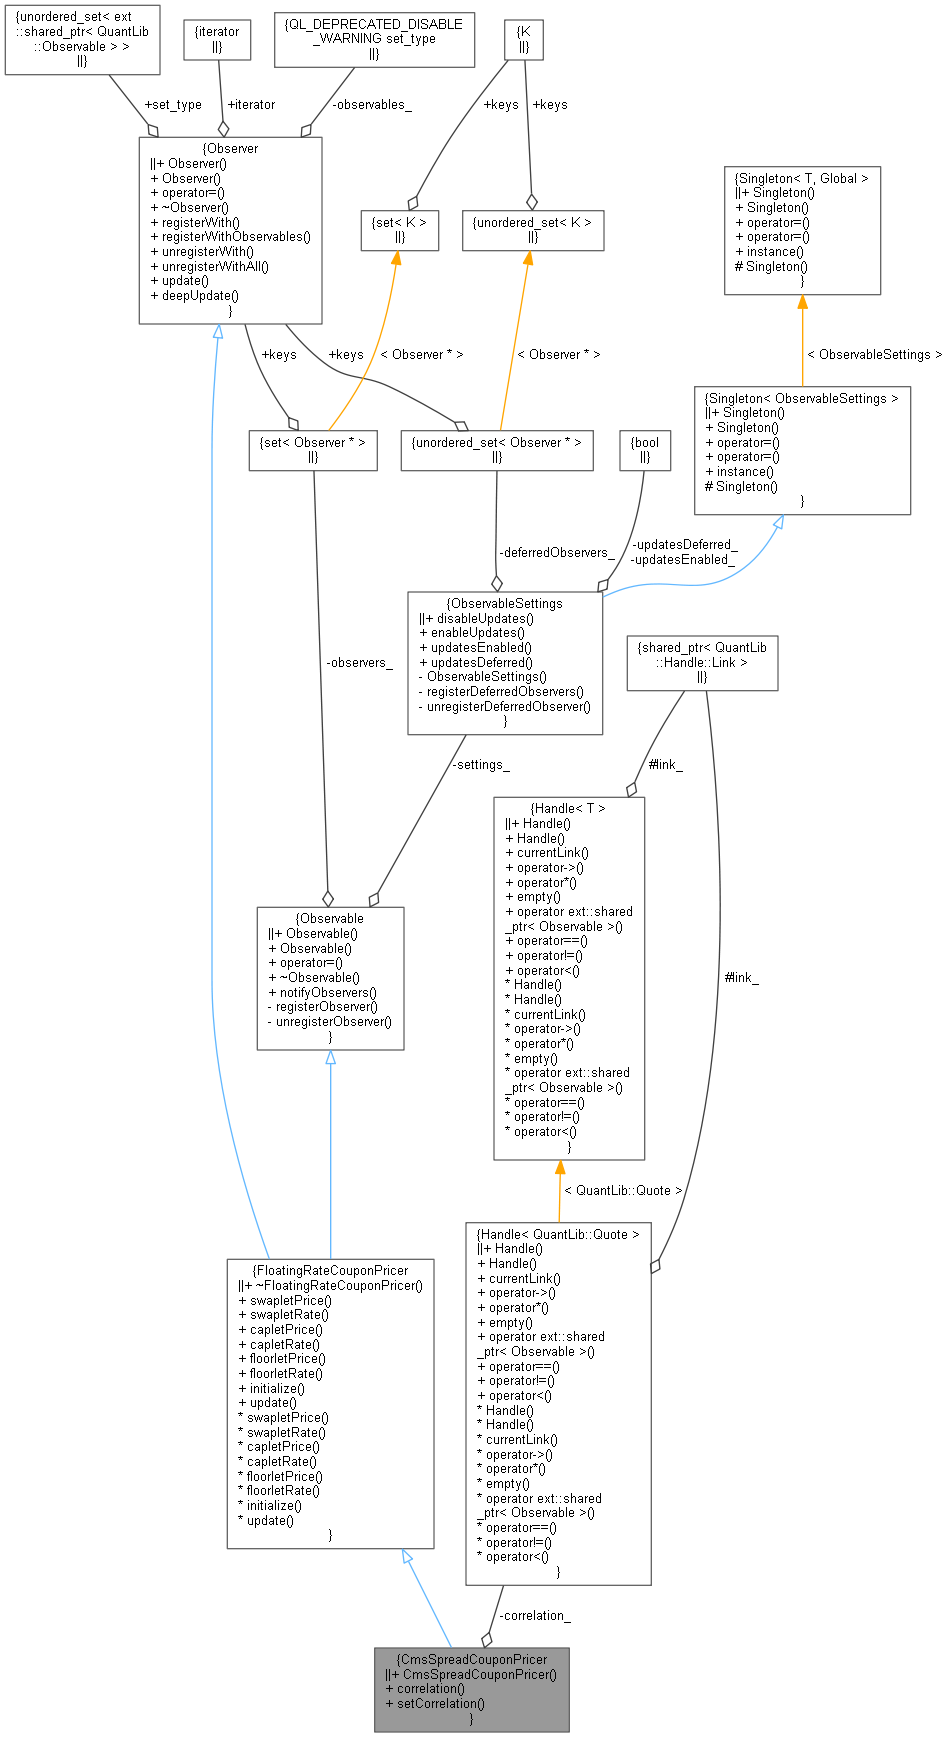 {unordered_set< ext
::shared_ptr< QuantLib
::Observable > >
||}
{iterator
||}
{QL_DEPRECATED_DISABLE
_WARNING set_type
||}
{K
||}
+set_type
+iterator
-observables_
+keys
+keys
{Observer
||+ Observer()
+ Observer()
+ operator=()
+ ~Observer()
+ registerWith()
+ registerWithObservables()
+ unregisterWith()
+ unregisterWithAll()
+ update()
+ deepUpdate()
}
{set< K >
||}
{unordered_set< K >
||}
{Singleton< T, Global >
||+ Singleton()
+ Singleton()
+ operator=()
+ operator=()
+ instance()
# Singleton()
}
+keys
+keys
< Observer * >
< Observer * >
< ObservableSettings >
{set< Observer * >
||}
{unordered_set< Observer * >
||}
{bool
||}
{Singleton< ObservableSettings >
||+ Singleton()
+ Singleton()
+ operator=()
+ operator=()
+ instance()
# Singleton()
}
-deferredObservers_
-updatesDeferred_
-updatesEnabled_
{ObservableSettings
||+ disableUpdates()
+ enableUpdates()
+ updatesEnabled()
+ updatesDeferred()
- ObservableSettings()
- registerDeferredObservers()
- unregisterDeferredObserver()
}
-observers_
{shared_ptr< QuantLib
::Handle::Link >
||}
-settings_
#link_
{Handle< T >
||+ Handle()
+ Handle()
+ currentLink()
+ operator->()
+ operator*()
+ empty()
+ operator ext::shared
_ptr< Observable >()
+ operator==()
+ operator!=()
+ operator<()
* Handle()
* Handle()
* currentLink()
* operator->()
* operator*()
* empty()
* operator ext::shared
_ptr< Observable >()
* operator==()
* operator!=()
* operator<()
}
#link_
{Observable
||+ Observable()
+ Observable()
+ operator=()
+ ~Observable()
+ notifyObservers()
- registerObserver()
- unregisterObserver()
}
< QuantLib::Quote >
{FloatingRateCouponPricer
||+ ~FloatingRateCouponPricer()
+ swapletPrice()
+ swapletRate()
+ capletPrice()
+ capletRate()
+ floorletPrice()
+ floorletRate()
+ initialize()
+ update()
* swapletPrice()
* swapletRate()
* capletPrice()
* capletRate()
* floorletPrice()
* floorletRate()
* initialize()
* update()
}
{Handle< QuantLib::Quote >
||+ Handle()
+ Handle()
+ currentLink()
+ operator->()
+ operator*()
+ empty()
+ operator ext::shared
_ptr< Observable >()
+ operator==()
+ operator!=()
+ operator<()
* Handle()
* Handle()
* currentLink()
* operator->()
* operator*()
* empty()
* operator ext::shared
_ptr< Observable >()
* operator==()
* operator!=()
* operator<()
}
-correlation_
{CmsSpreadCouponPricer
||+ CmsSpreadCouponPricer()
+ correlation()
+ setCorrelation()
}